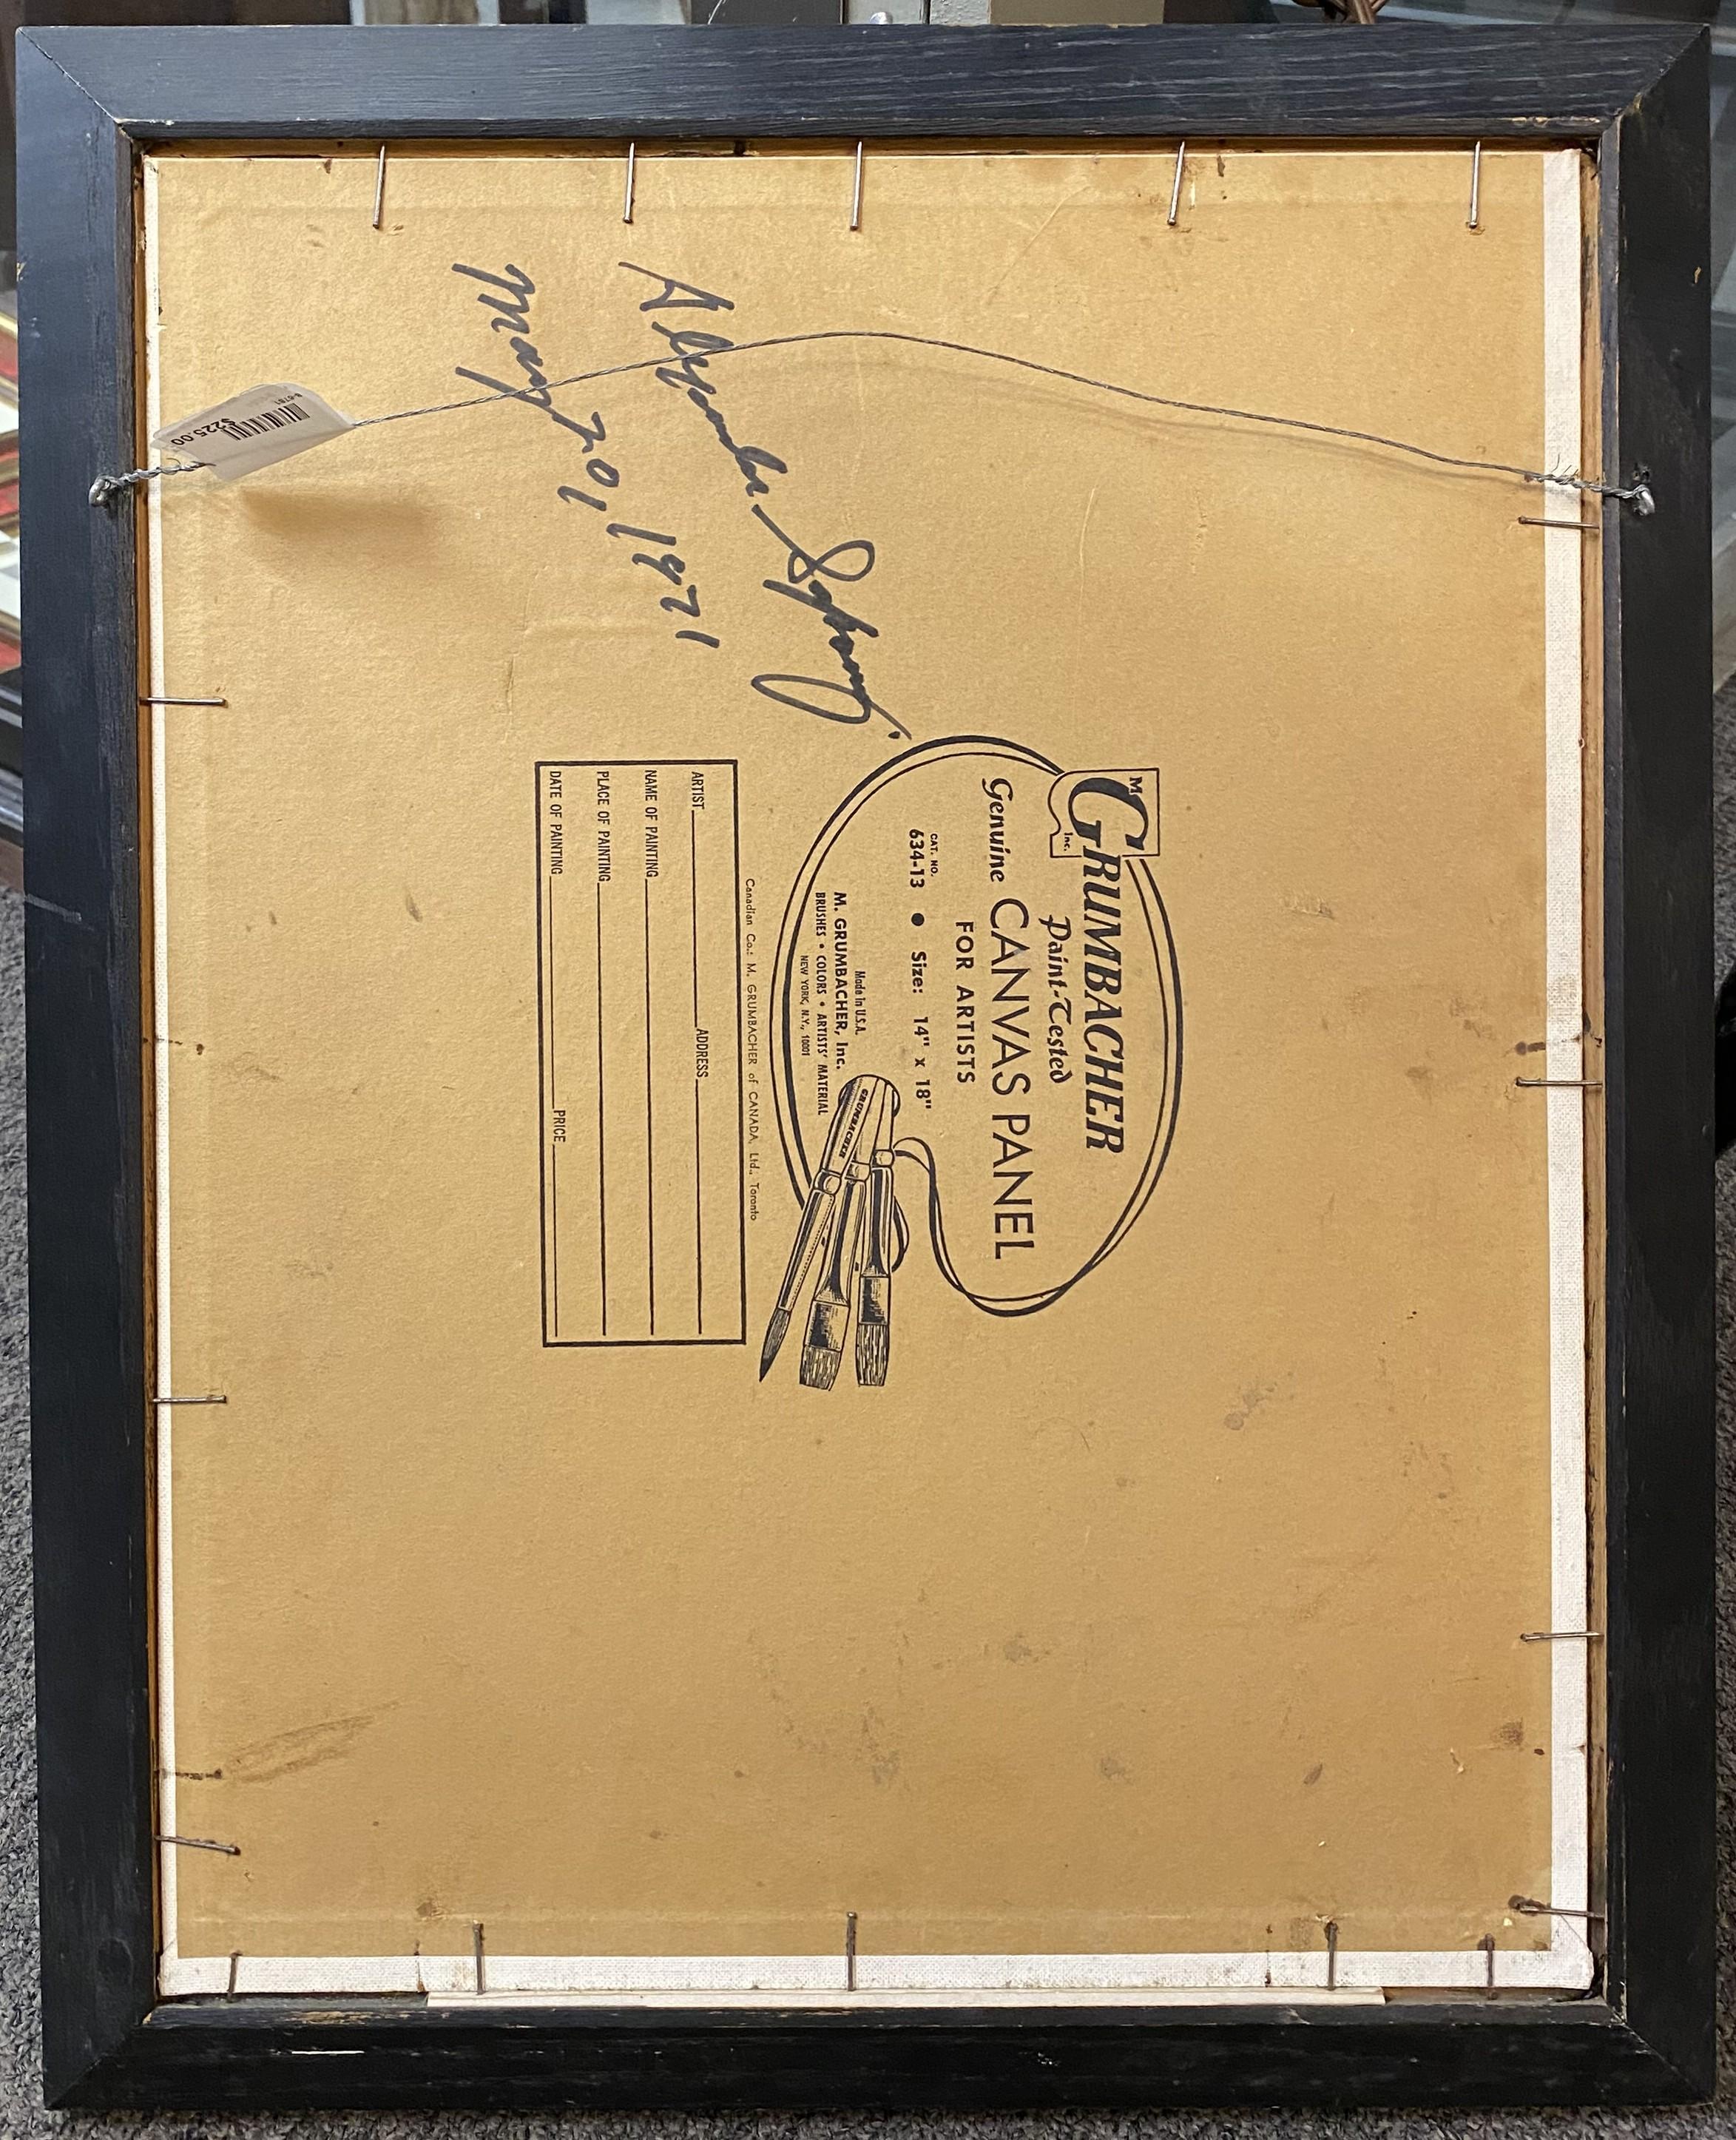 Alexander
May 20, 1971
M
GRUMBACHER
Inc.
Paint-Tested
Genuine CANVAS PANEL
FOR ARTISTS
CAT. NO.
634-13 • Size: 14" x 18"
Made in U.S.A.
M. GRUMBACHER, Inc.
BRUSHES • COLORS • ARTISTS' MATERIAL
NEW YORK, N.Y., 10001
GRUMBACHER
Canadian Co.: M. GRUMBACHER of CANADA, Ltd., Toronto
ARTIST ADDRESS
NAME OF PAINTING
PLACE OF PAINTING
DATE OF PAINTING PRICE
$225.00